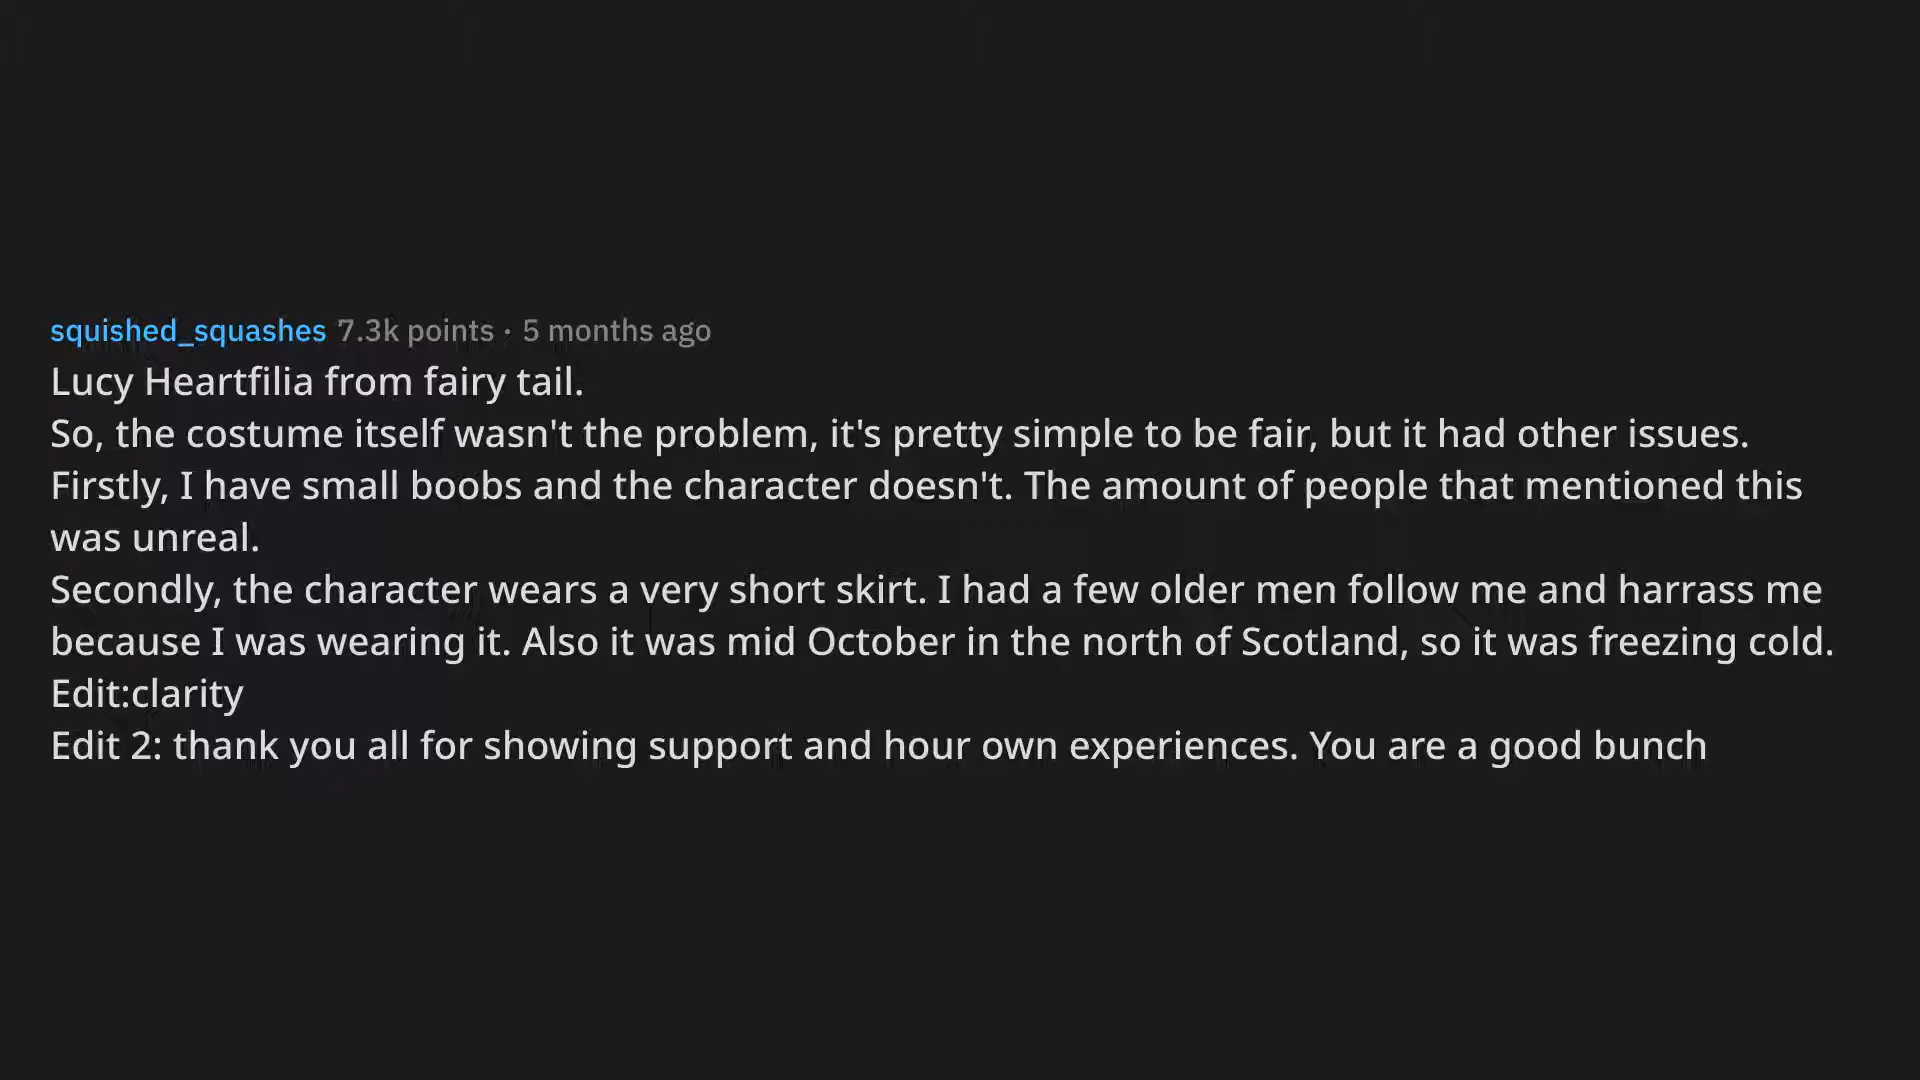 squished_squashes 7.3k points · 5 months ago
Lucy Heartfilia from fairy tail.
So, the costume itself wasn't the problem, it's pretty simple to be fair, but it had other issues.
Firstly, I have small boobs and the character doesn't. The amount of people that mentioned this
was unreal.
Secondly, the character wears a very short skirt. I had a few older men follow me and harrass me
because I was wearing it. Also it was mid October in the north of Scotland, so it was freezing cold.
Edit:clarity
Edit 2: thank you all for showing support and hour own experiences. You are a good bunch